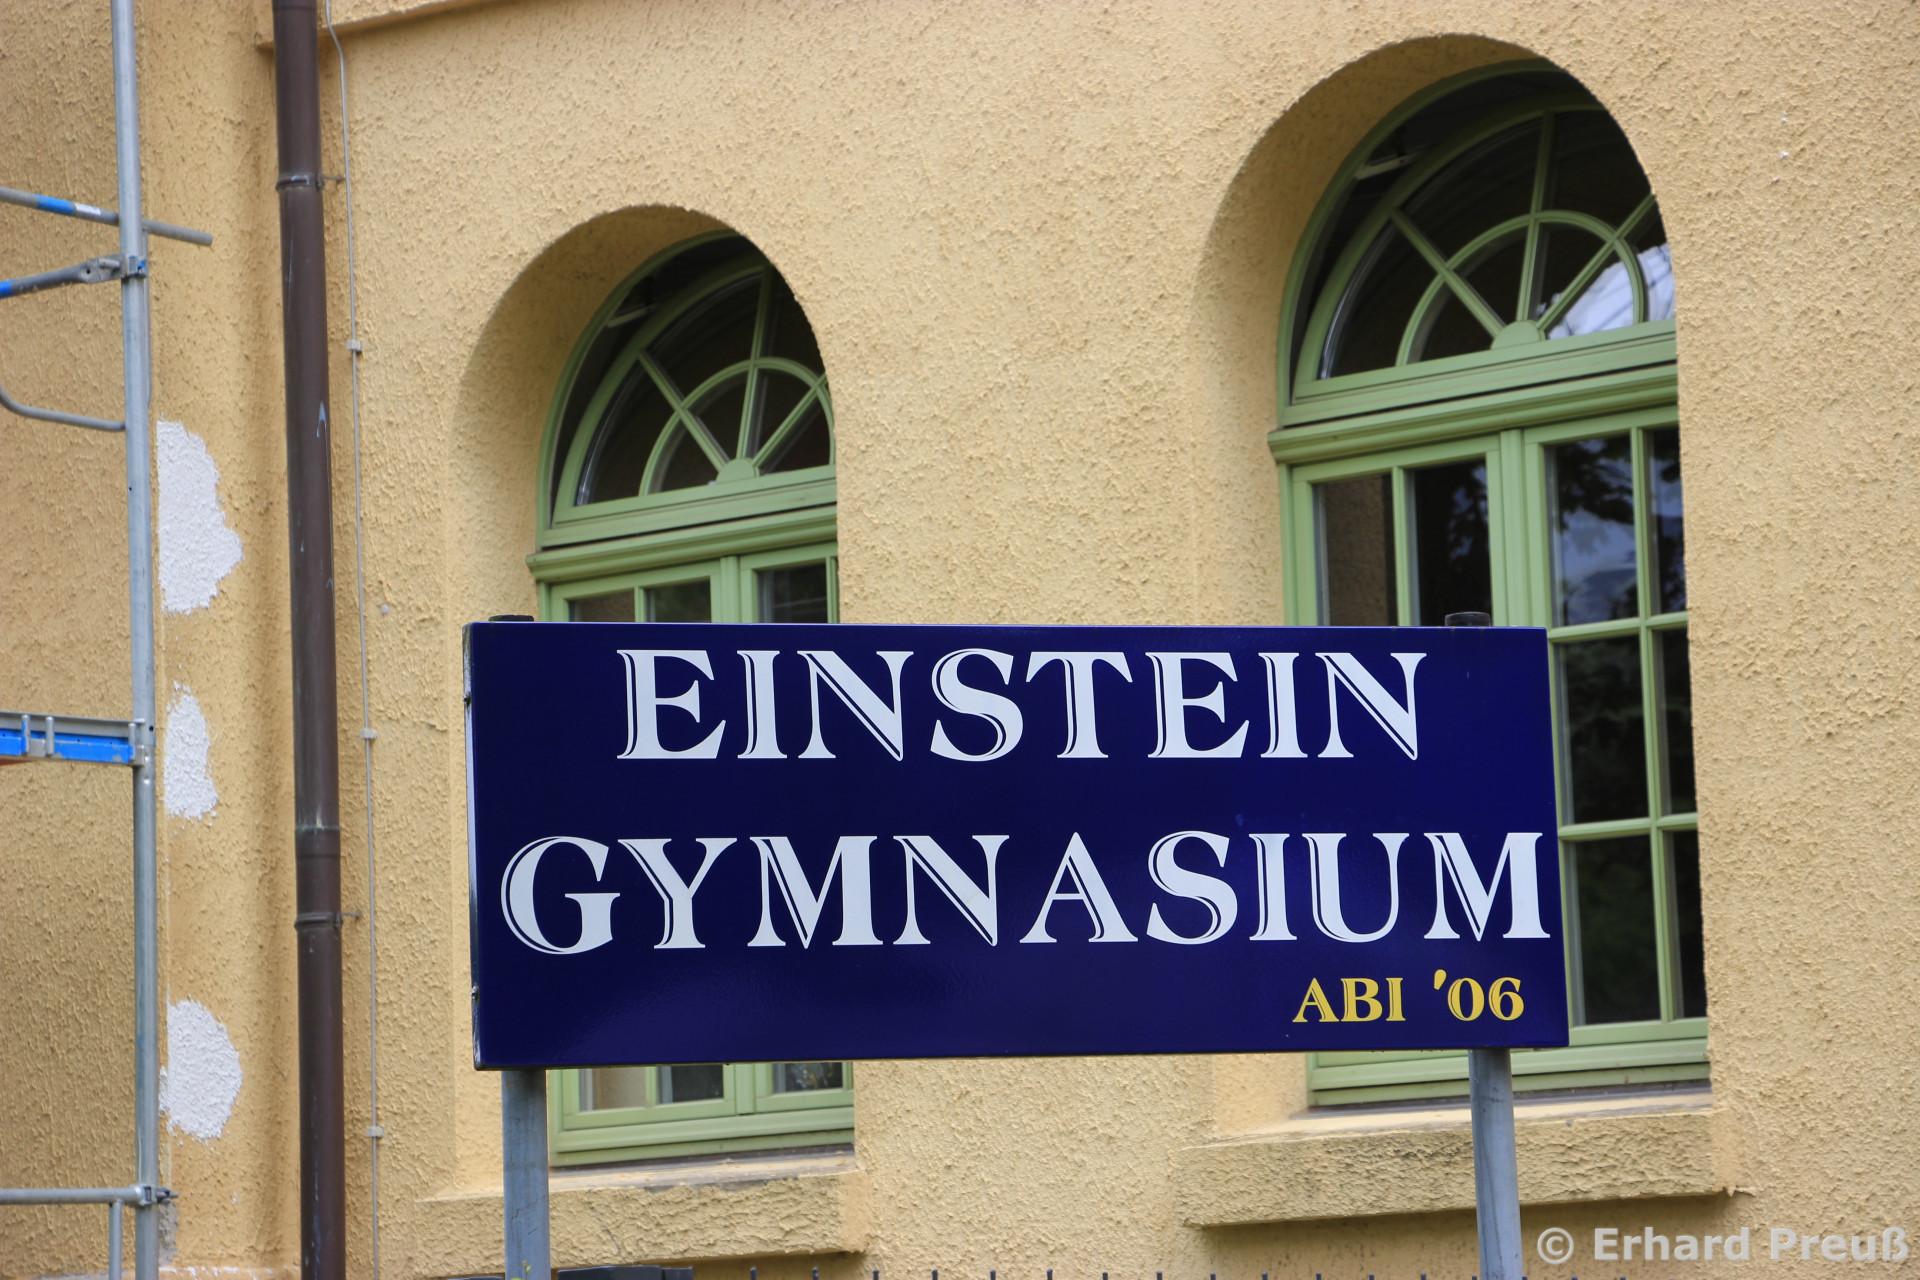 EINSTEIN
GYMNASIUM
ABI '06
© Erhard Preuß